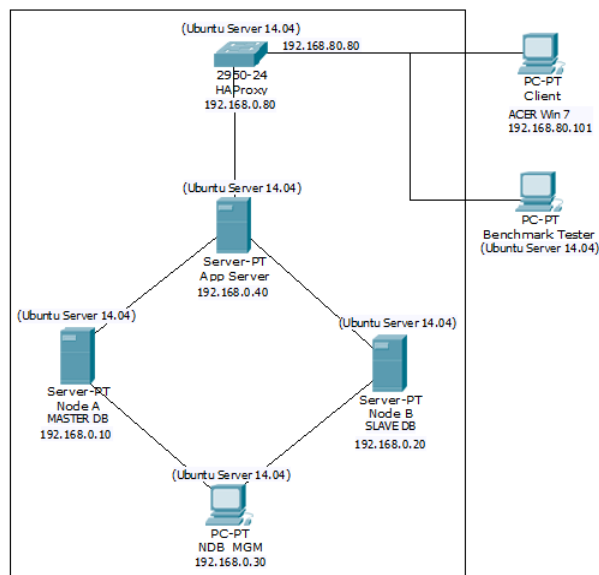 (Ubuntu Server 14.04)
192.168.80.80
2950-24
HAProxy
192.168.0.80
PC-PT
Client
ACER Win 7
192.168.80.101
(Ubuntu Server 14.04)
Server-PT
App Server
192.168.0.40
PC-PT
Benchmark Tester
(Ubuntu Server 14.04)
(Ubuntu Server 14.04)
Server-PT
Node A
MASTER DB
192.168.0.10
(Ubuntu Server 14.04)
Server-PT
Node B
SLAVE DB
192.168.0.20
(Ubuntu Server 14.04)
PC-PT
NDB MGM
192.168.0.30